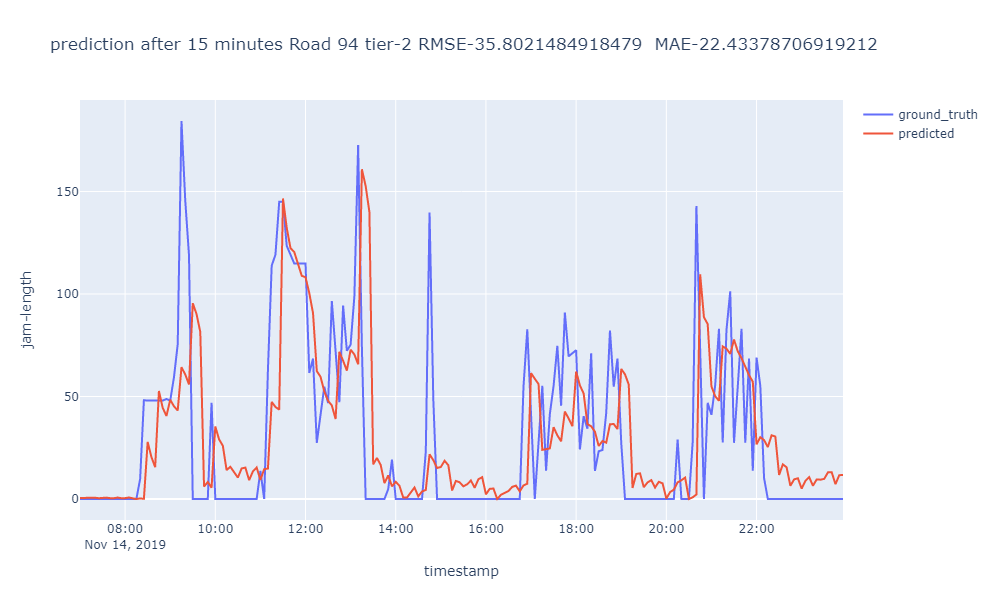 prediction after 15 minutes Road 94 tier-2 RMSE-35.8021484918479  MAE-22.43378706919212
ground_truth
predicted
150
100
50
0
jam-length
08:00 10:00 12:00 14:00 16:00 18:00 20:00 22:00
Nov 14, 2019
timestamp